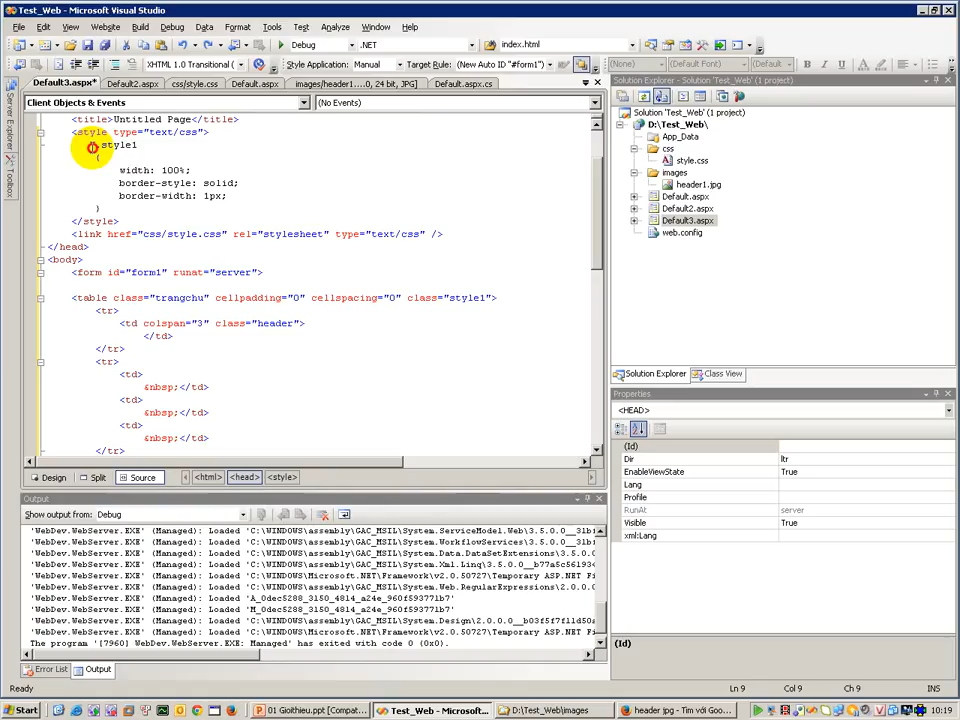 Test_Web - Microsoft Visual Studio
File Edit View Website Build Debug Data Format Tools Test Analyze Window Help
Debug .NET index.html
XHTML 1.0 Transitional ( Style Application: Manual Target Rule: (New Auto ID "#form1") (None) (Default Font) (Default B I U A
Default3.aspx* Default2.aspx css/style.css Default.aspx images/header1....0, 24 bit, JPG] Default.aspx.cs
Client Objects & Events (No Events)
<title>Untitled Page</title>
<style type="text/css">
style1
{
width: 100%;
border-style: solid;
border-width: 1px;
}
</style>
<link href="css/style.css" rel="stylesheet" type="text/css" />
</head>
<body>
<form id="form1" runat="server">
<table class="trangchu" cellpadding="0" cellspacing="0" class="style1">
<tr>
<td colspan="3" class="header">
</td>
</tr>
<tr>
<td>
&nbsp;</td>
<td>
&nbsp;</td>
<td>
&nbsp;</td>
</tr>
Design Split Source <html> <head> <style>
Server Explorer
Toolbox
Solution Explorer - Solution 'Test_Web' (1 project)
Solution 'Test_Web' (1 project)
D:\Test_Web\
App_Data
css
style.css
images
header1.jpg
Default.aspx
Default2.aspx
Default3.aspx
web.config
Solution Explorer Class View
Properties
<HEAD>
(Id)
Dir ltr
EnableViewState True
Lang
Profile
RunAt server
Visible True
xml:Lang
(Id)
Output
Show output from: Debug
'WebDev.WebServer.EXE' (Managed): Loaded 'C:\WINDOWS\assembly\GAC_MSIL\System.ServiceModel.Web\3.5.0.0__31b
'WebDev.WebServer.EXE' (Managed): Loaded 'C:\WINDOWS\assembly\GAC_MSIL\System.WorkflowServices\3.5.0.0__31b
'WebDev.WebServer.EXE' (Managed): Loaded 'C:\WINDOWS\assembly\GAC_MSIL\System.Data.DataSetExtensions\3.5.0.
'WebDev.WebServer.EXE' (Managed): Loaded 'C:\WINDOWS\assembly\GAC_MSIL\System.Xml.Linq\3.5.0.0__b77a5c56193
'WebDev.WebServer.EXE' (Managed): Loaded 'C:\WINDOWS\Microsoft.NET\Framework\v2.0.50727\Temporary ASP.NET Fi
'WebDev.WebServer.EXE' (Managed): Loaded 'C:\WINDOWS\assembly\GAC_MSIL\System.Web.RegularExpressions\2.0.0.
'WebDev.WebServer.EXE' (Managed): Loaded 'A_0dec5288_3150_4814_a24e_960f593771b7'
'WebDev.WebServer.EXE' (Managed): Loaded 'M_0dec5288_3150_4814_a24e_960f593771b7'
'WebDev.WebServer.EXE' (Managed): Loaded 'C:\WINDOWS\assembly\GAC_MSIL\System.Design\2.0.0.0__b03f5f7f11d50a
'WebDev.WebServer.EXE' (Managed): Loaded 'C:\WINDOWS\Microsoft.NET\Framework\v2.0.50727\Temporary ASP.NET Fi
The program '[7960] WebDev.WebServer.EXE: Managed' has exited with code 0 (0x0).
Error List Output
Ready Ln 9 Col 9 Ch 9 INS
Start 01 Gioithieu.ppt [Compat... Test_Web - Microsof... D:\Test_Web\images header jpg - Tìm với Goo... 10:19